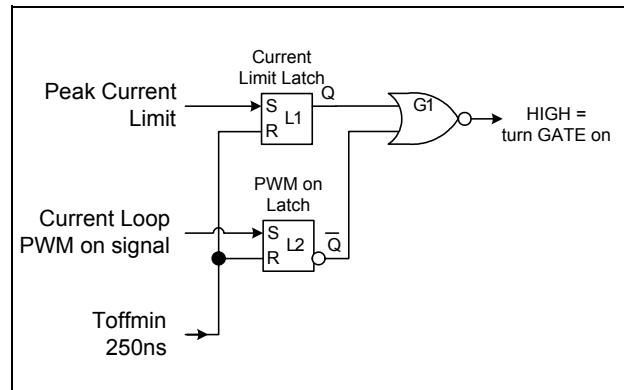 Current
Limit Latch
Q
Peak Current
Limit
S
R
L1
G1
HIGH =
turn GATE on
PWM on
Latch
Current Loop
PWM on signal
S
R
L2
Q̅
Toffmin
250ns